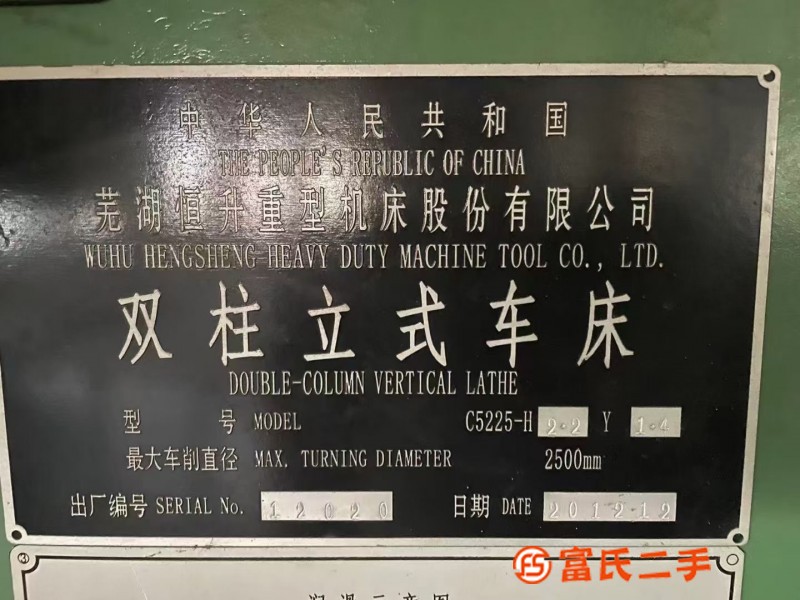 中华人民共和国
THE PEOPLE'S REPUBLIC OF CHINA
芜湖恒升重型机床股份有限公司
WUHU HENGSHENG HEAVY DUTY MACHINE TOOL CO., LTD.
双柱立式车床
DOUBLE-COLUMN VERTICAL LATHE
型 号 MODEL C5225-H 2.2 Y 1.4
最大车削直径 MAX. TURNING DIAMETER 2500mm
出厂编号 SERIAL No. 12020 日期 DATE 2012.12
富氏二手